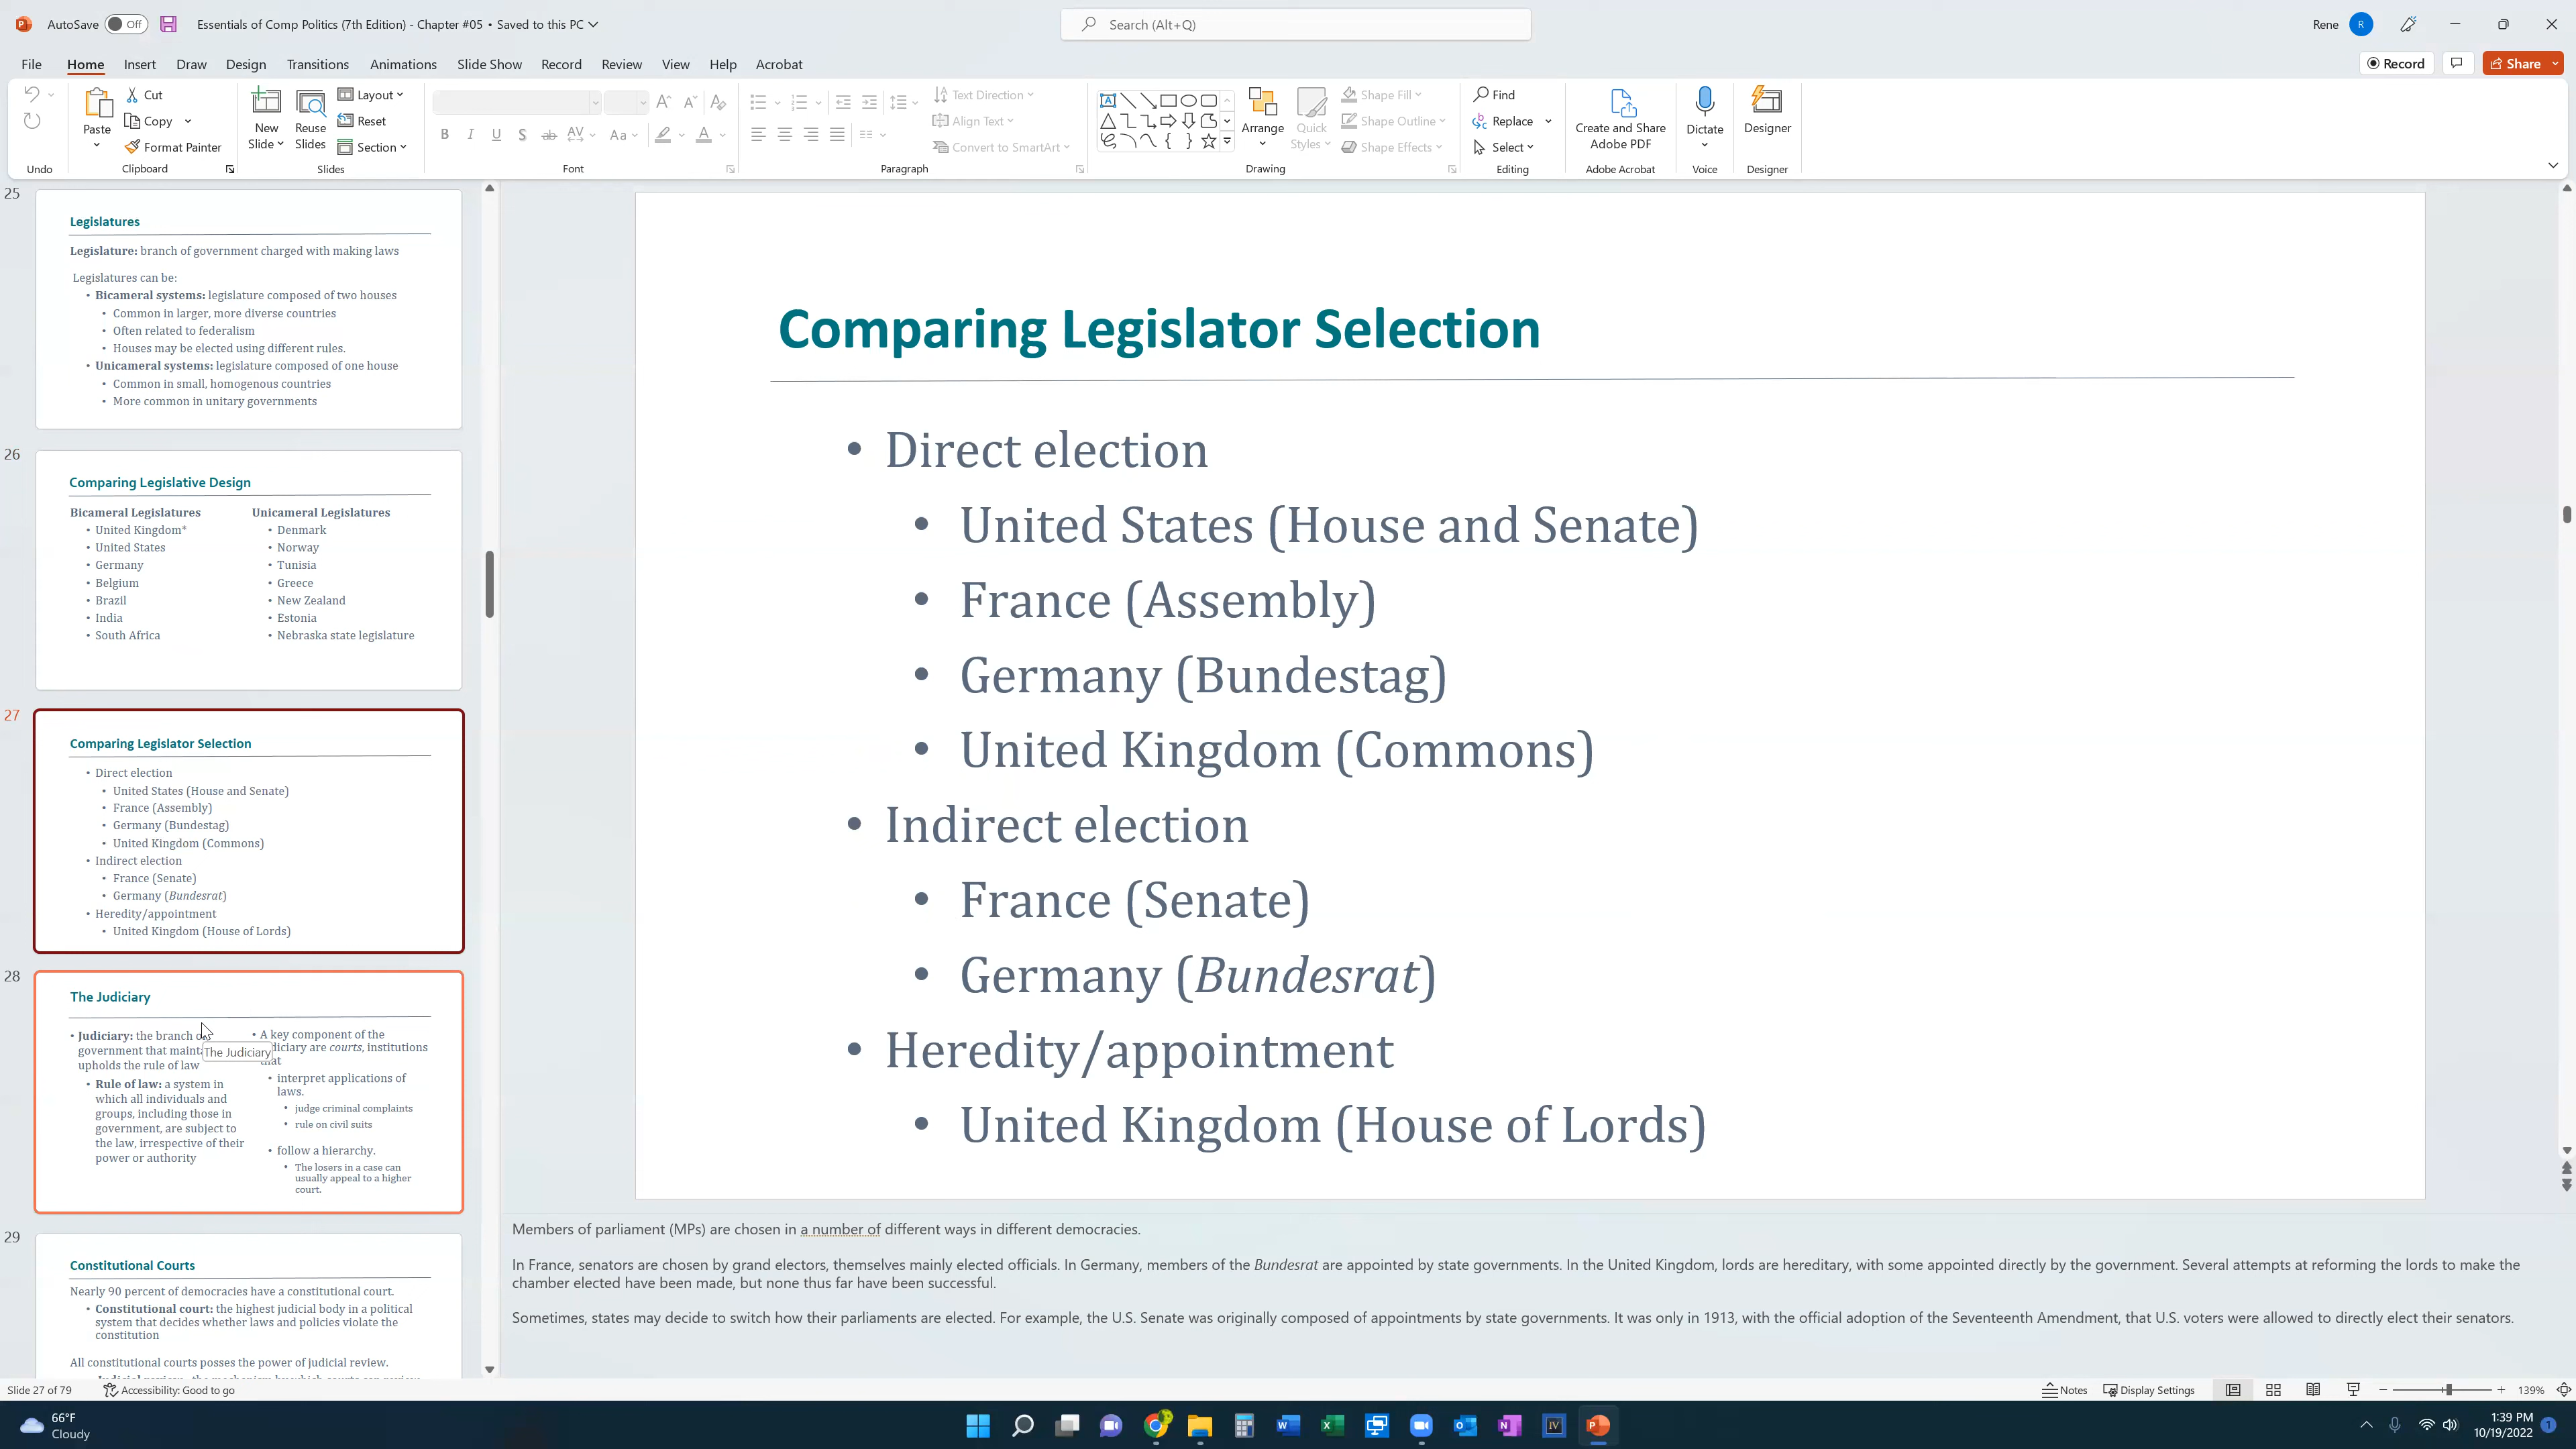 AutoSave Off Essentials of Comp Politics (7th Edition) - Chapter #05 • Saved to this PC Search (Alt+Q) Rene R
File Home Insert Draw Design Transitions Animations Slide Show Record Review View Help Acrobat Record Share
Paste
Cut
Copy
Format Painter
New Slide
Reuse Slides
Layout
Reset
Section
B I U S ab AV Aa A
Text Direction
Align Text
Convert to SmartArt
Arrange
Quick Styles
Shape Fill
Shape Outline
Shape Effects
Find
Replace
Select
Create and Share
Adobe PDF
Dictate
Designer
Undo Clipboard Slides Font Paragraph Drawing Editing Adobe Acrobat Voice Designer
25
Legislatures
Legislature: branch of government charged with making laws
Legislatures can be:
• Bicameral systems: legislature composed of two houses
• Common in larger, more diverse countries
• Often related to federalism
• Houses may be elected using different rules.
• Unicameral systems: legislature composed of one house
• Common in small, homogenous countries
• More common in unitary governments
26
Comparing Legislative Design
Bicameral Legislatures
• United Kingdom*
• United States
• Germany
• Belgium
• Brazil
• India
• South Africa
Unicameral Legislatures
• Denmark
• Norway
• Tunisia
• Greece
• New Zealand
• Estonia
• Nebraska state legislature
27
Comparing Legislator Selection
• Direct election
• United States (House and Senate)
• France (Assembly)
• Germany (Bundestag)
• United Kingdom (Commons)
• Indirect election
• France (Senate)
• Germany (Bundesrat)
• Heredity/appointment
• United Kingdom (House of Lords)
28
The Judiciary
• Judiciary: the branch
government that
upholds the rule of law
• Rule of law: a system in
which all individuals and
groups, including those in
government, are subject to
the law, irrespective of their
power or authority
The Judiciary
• A key component of the
are courts, institutions
• interpret applications of
laws.
• judge criminal complaints
• rule on civil suits
• follow a hierarchy.
• The losers in a case can
usually appeal to a higher
court.
29
Constitutional Courts
Nearly 90 percent of democracies have a constitutional court.
• Constitutional court: the highest judicial body in a political
system that decides whether laws and policies violate the
constitution
All constitutional courts posses the power of judicial review.
Comparing Legislator Selection
• Direct election
• United States (House and Senate)
• France (Assembly)
• Germany (Bundestag)
• United Kingdom (Commons)
• Indirect election
• France (Senate)
• Germany (Bundesrat)
• Heredity/appointment
• United Kingdom (House of Lords)
Members of parliament (MPs) are chosen in a number of different ways in different democracies.
In France, senators are chosen by grand electors, themselves mainly elected officials. In Germany, members of the Bundesrat are appointed by state governments. In the United Kingdom, lords are hereditary, with some appointed directly by the government. Several attempts at reforming the lords to make the
chamber elected have been made, but none thus far have been successful.
Sometimes, states may decide to switch how their parliaments are elected. For example, the U.S. Senate was originally composed of appointments by state governments. It was only in 1913, with the official adoption of the Seventeenth Amendment, that U.S. voters were allowed to directly elect their senators.
Slide 27 of 79 Accessibility: Good to go Notes Display Settings 139%
66°F
Cloudy
1:39 PM
10/19/2022
1